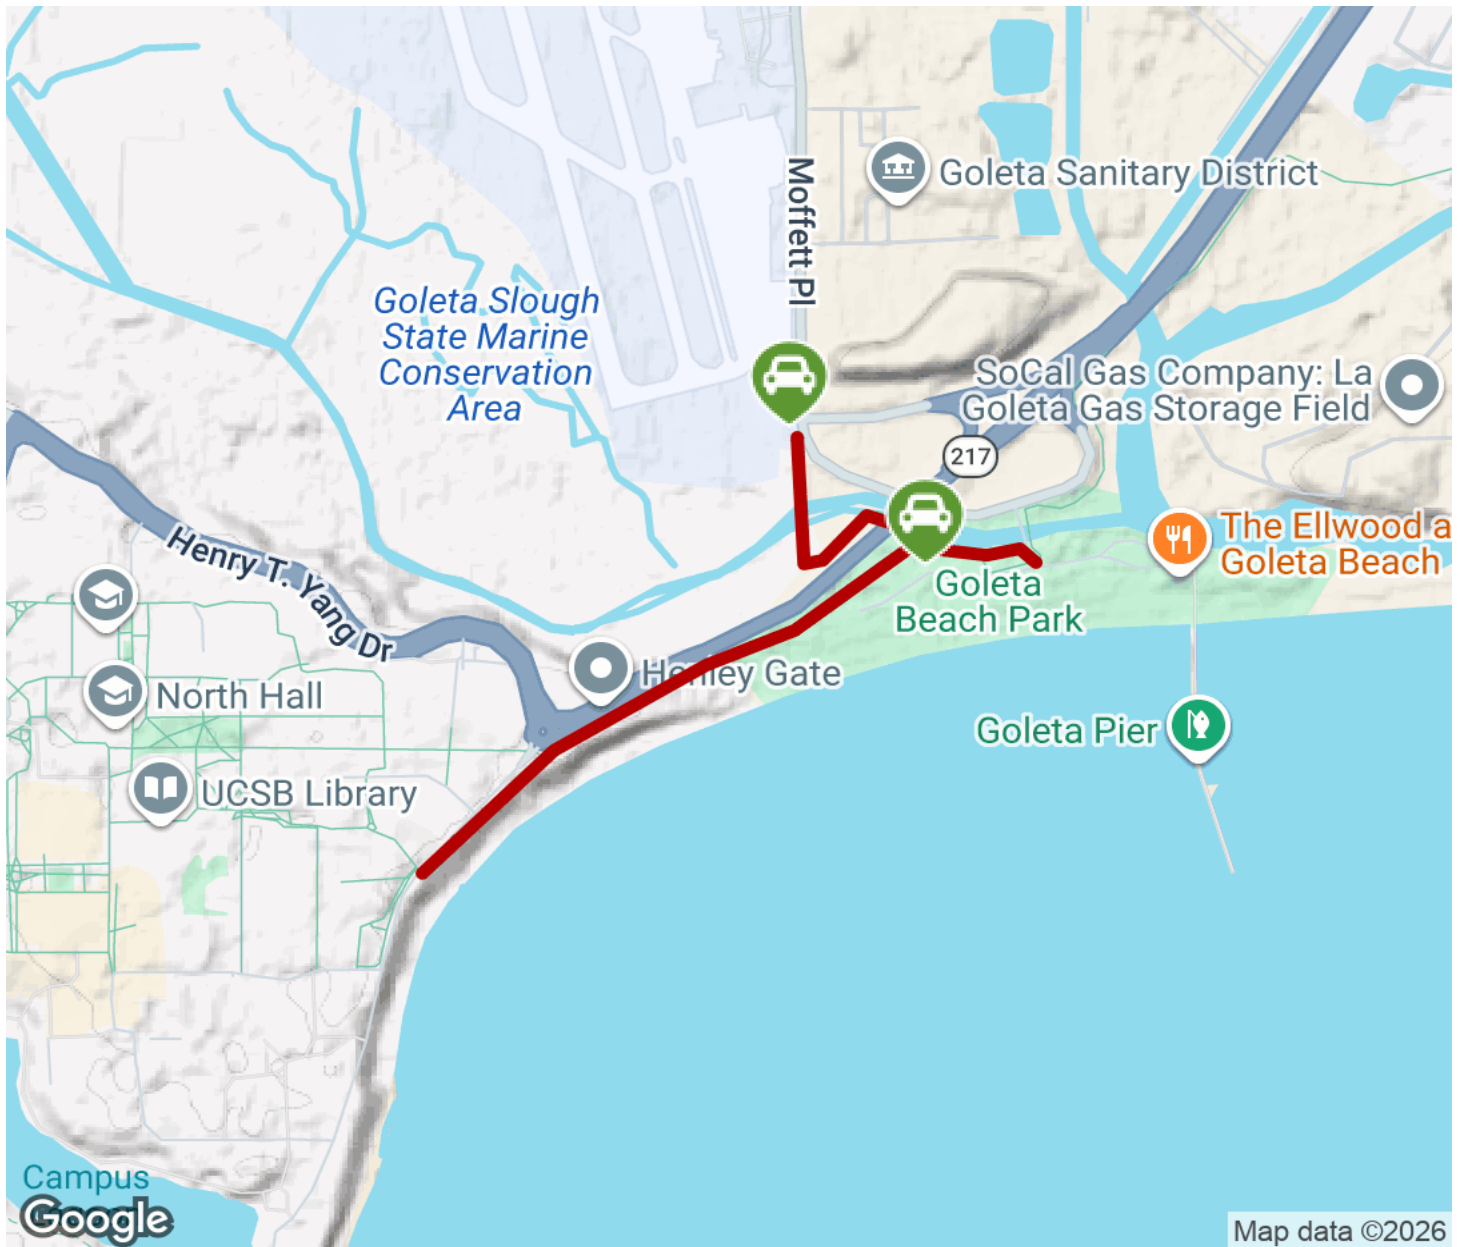 Moffett Pl
Goleta Sanitary District
Goleta Slough
State Marine
Conservation
Area
SoCal Gas Company: La
Goleta Gas Storage Field
217
The Ellwood a
Goleta Beach
Henry T. Yang Dr
Goleta
Beach Park
Henley Gate
North Hall
Goleta Pier
UCSB Library
Campus
Google
Map data ©2026